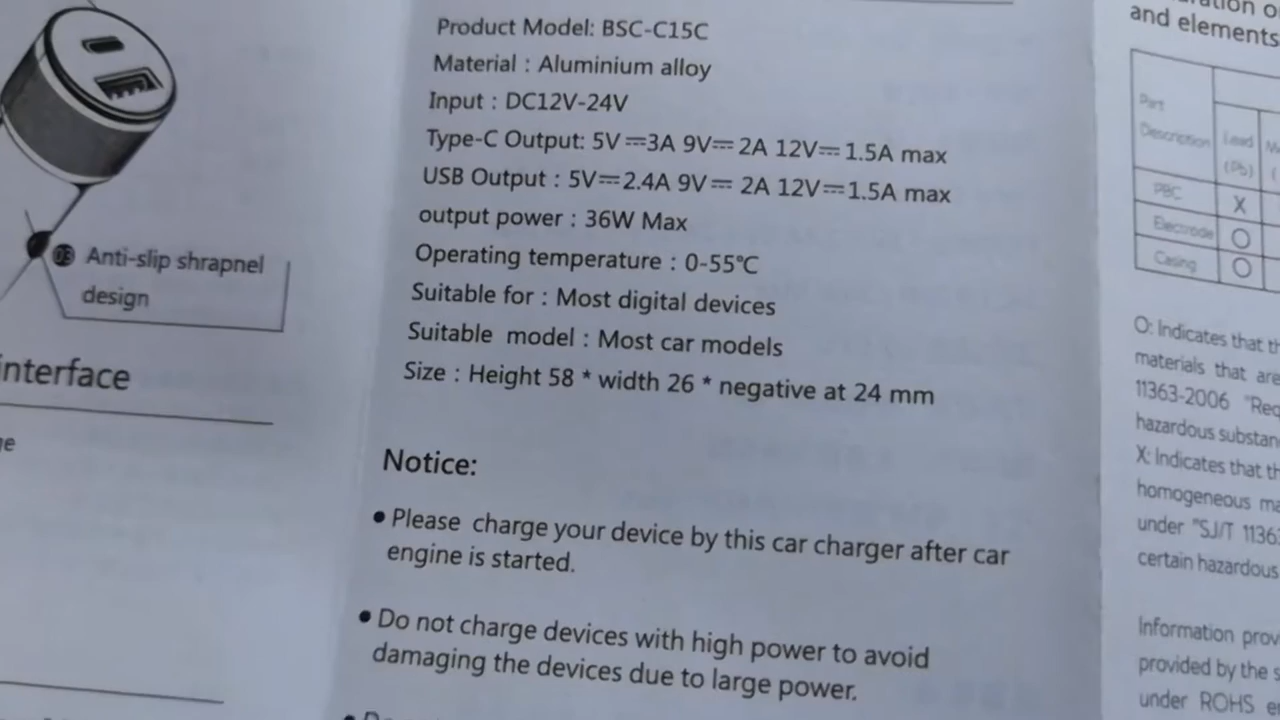 03 Anti-slip shrapnel
design
interface
Product Model: BSC-C15C
Material : Aluminium alloy
Input : DC12V-24V
Type-C Output: 5V⎓3A 9V⎓ 2A 12V⎓ 1.5A max
USB Output : 5V⎓2.4A 9V⎓ 2A 12V⎓1.5A max
output power : 36W Max
Operating temperature : 0-55℃
Suitable for : Most digital devices
Suitable model : Most car models
Size : Height 58 * width 26 * negative at 24 mm
Notice:
● Please charge your device by this car charger after car
engine is started.
● Do not charge devices with high power to avoid
damaging the devices due to large power.
and elements
Part
Description
Lead
(Pb)
PBC X
Electrode O
Casing O
O: Indicates that
materials that are
11363-2006 "Req
hazardous substan
X: Indicates that
homogeneous
under "SJ/T 1136
certain hazardous
Information
provided by the
under ROHS